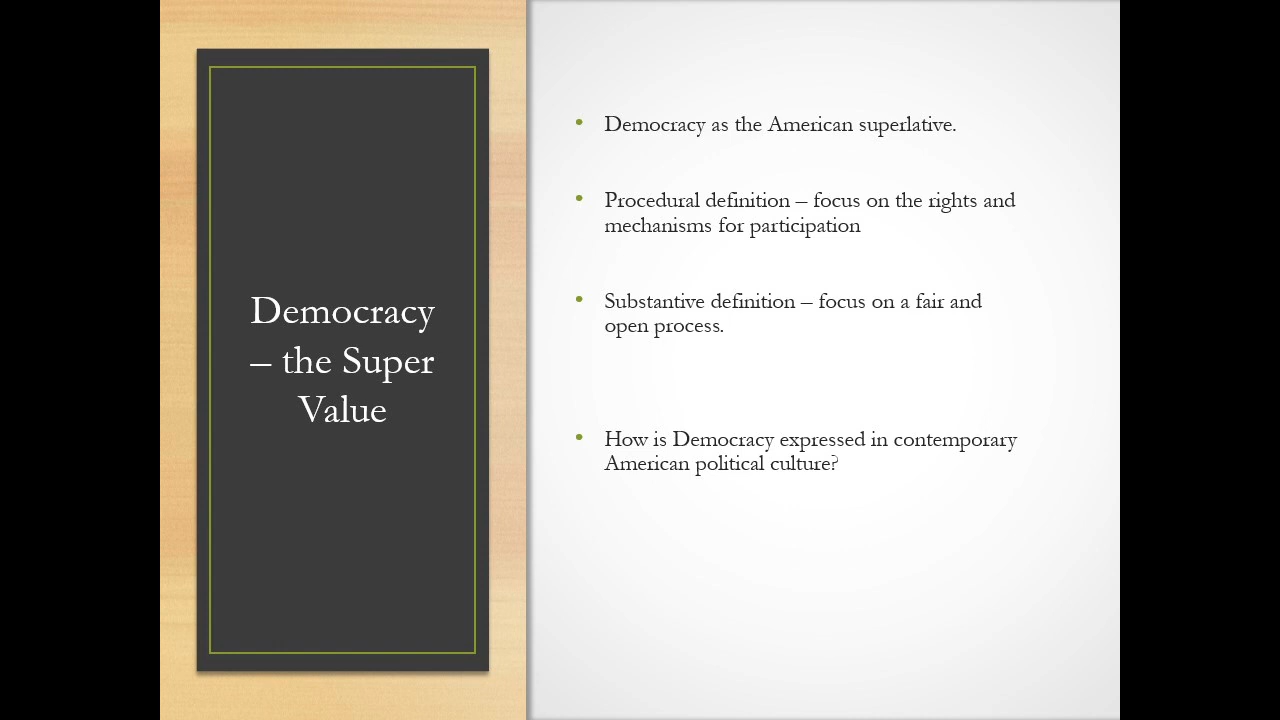 Democracy
– the Super
Value
• Democracy as the American superlative.
• Procedural definition – focus on the rights and
mechanisms for participation
• Substantive definition – focus on a fair and
open process.
• How is Democracy expressed in contemporary
American political culture?